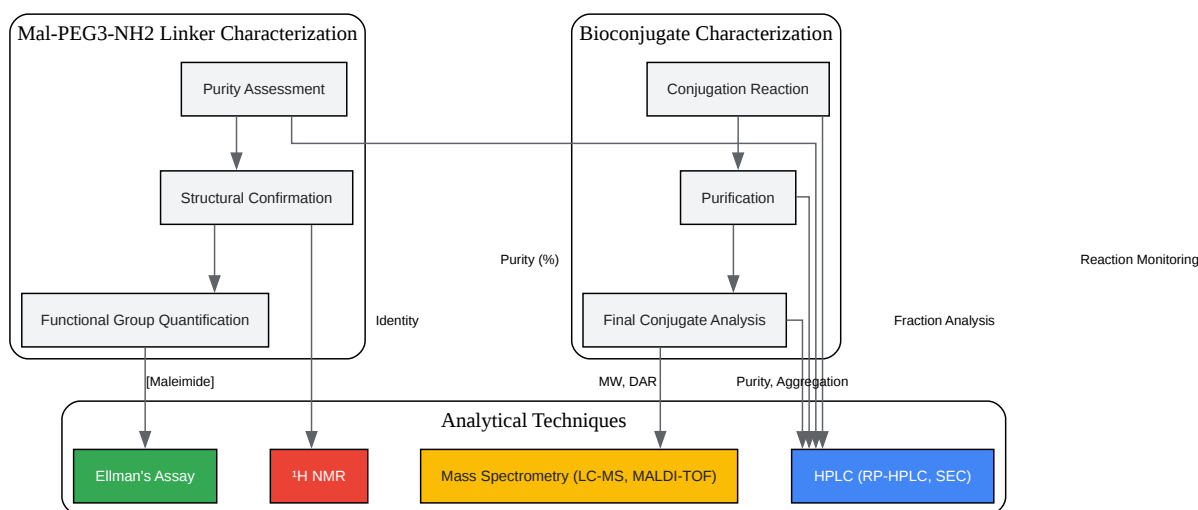 Mal-PEG3-NH2 Linker Characterization
Bioconjugate Characterization
Purity Assessment
Conjugation Reaction
Structural Confirmation
Purification
Purity (%)
Reaction Monitoring
Functional Group Quantification
Identity
Final Conjugate Analysis
Fraction Analysis
[Maleimide]
MW, DAR
Purity, Aggregation
Analytical Techniques
Ellman's Assay
¹H NMR
Mass Spectrometry (LC-MS, MALDI-TOF)
HPLC (RP-HPLC, SEC)